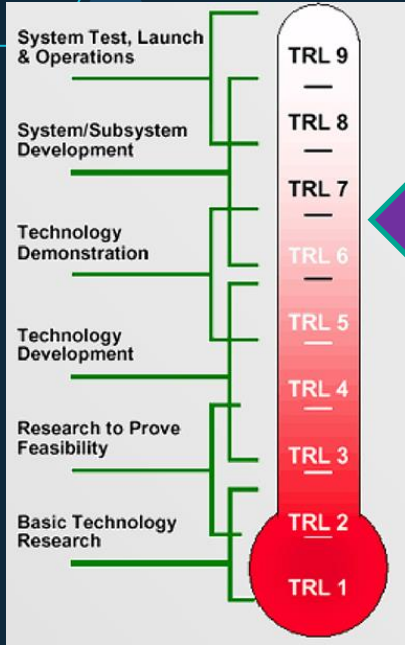 System Test, Launch
& Operations
System/Subsystem
Development
Technology
Demonstration
Technology
Development
Research to Prove
Feasibility
Basic Technology
Research
TRL 9
TRL 8
TRL 7
TRL 6
TRL 5
TRL 4
TRL 3
TRL 2
TRL 1